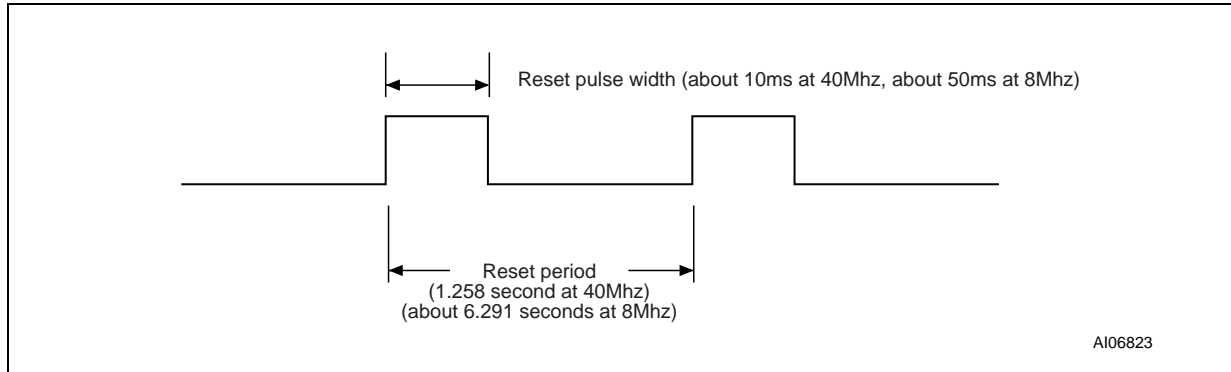 Reset pulse width (about 10ms at 40Mhz, about 50ms at 8Mhz)
Reset period
(1.258 second at 40Mhz)
(about 6.291 seconds at 8Mhz)
AI06823